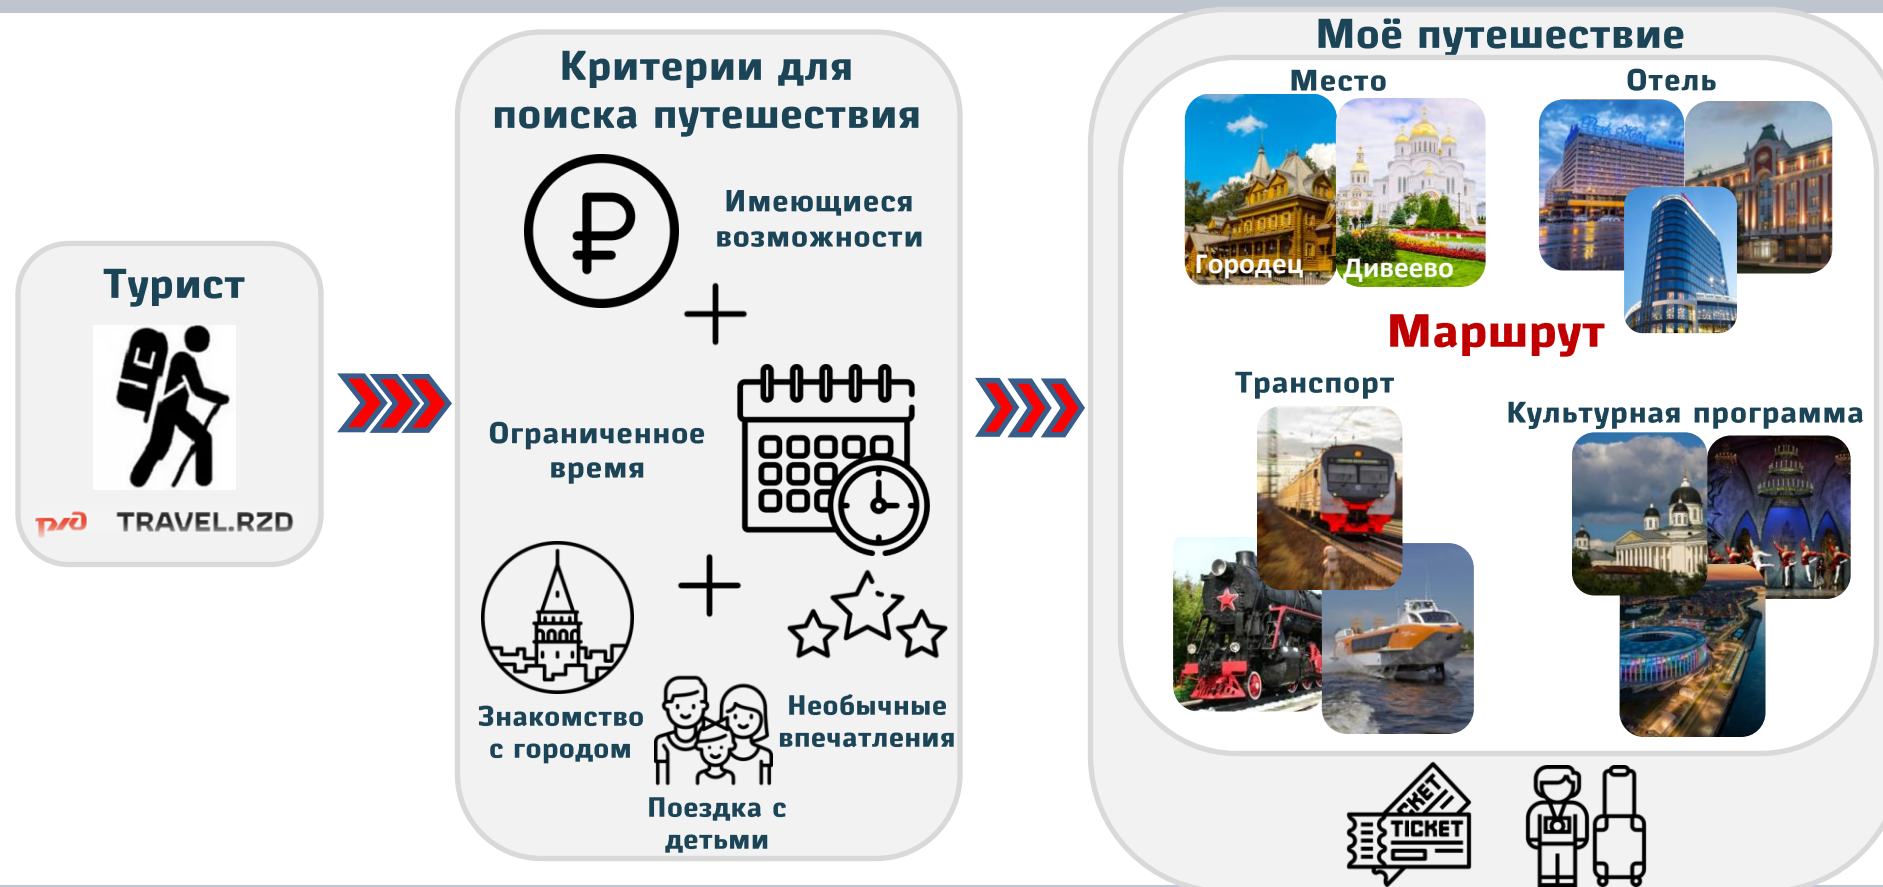 Турист
ржд TRAVEL.RZD
Критерии для
поиска путешествия
Имеющиеся
возможности
Ограниченное
время
Знакомство
с городом
Необычные
впечатления
Поездка с
детьми
Моё путешествие
Место
Отель
Городец
Дивеево
Маршрут
Транспорт
Культурная программа
TICKET